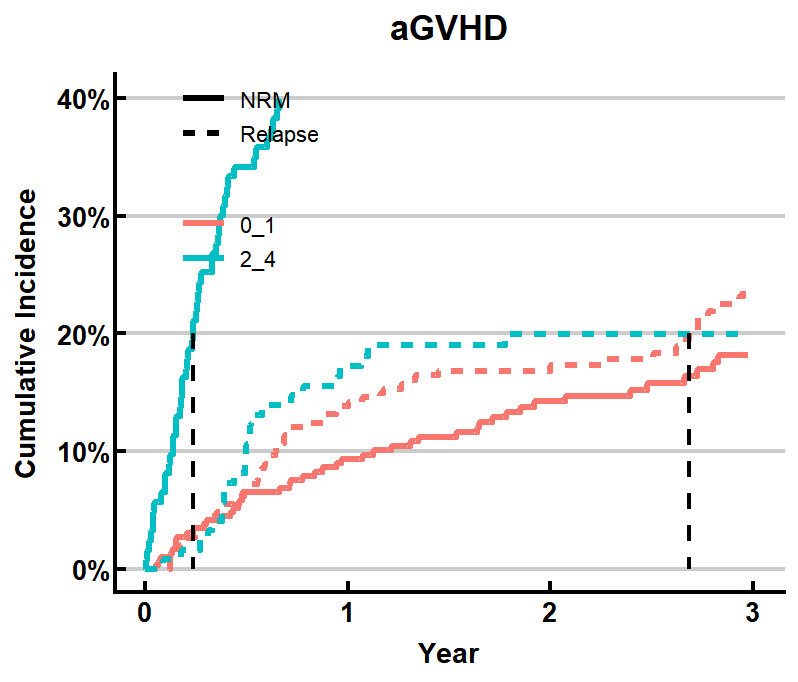 aGVHD
Cumulative Incidence
40%
30%
20%
10%
0%
NRM
Relapse
0_1
2_4
0
1
2
3
Year